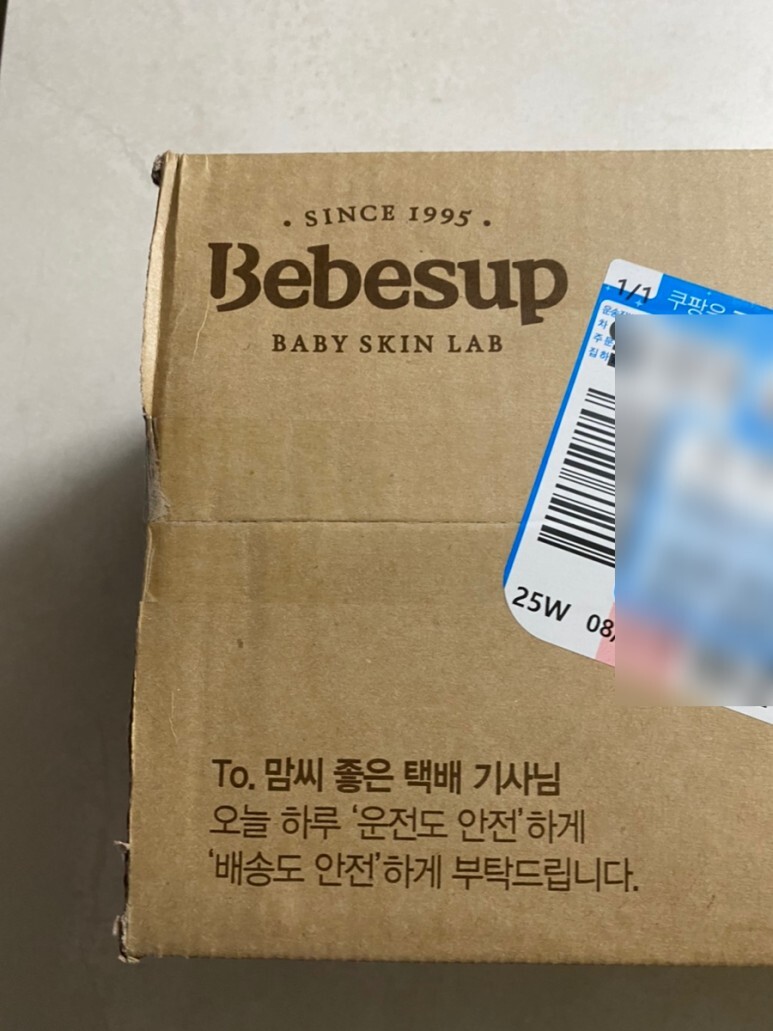 · SINCE 1995 ·
Bebesup
BABY SKIN LAB
1/1
쿠팡
25W 08
To. 맘씨 좋은 택배 기사님
오늘 하루 ‘운전도 안전’하게
‘배송도 안전’하게 부탁드립니다.